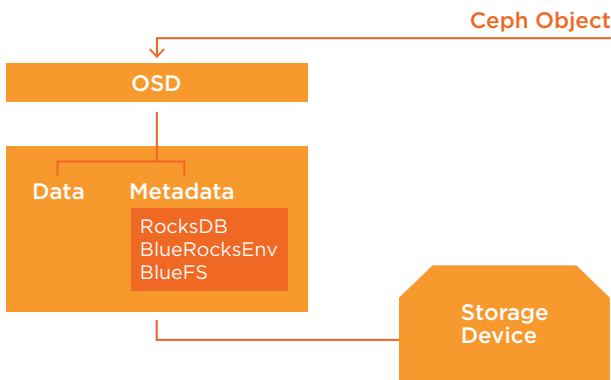 Ceph Object
OSD
Data
Metadata
RocksDB
BlueRocksEnv
BlueFS
Storage
Device